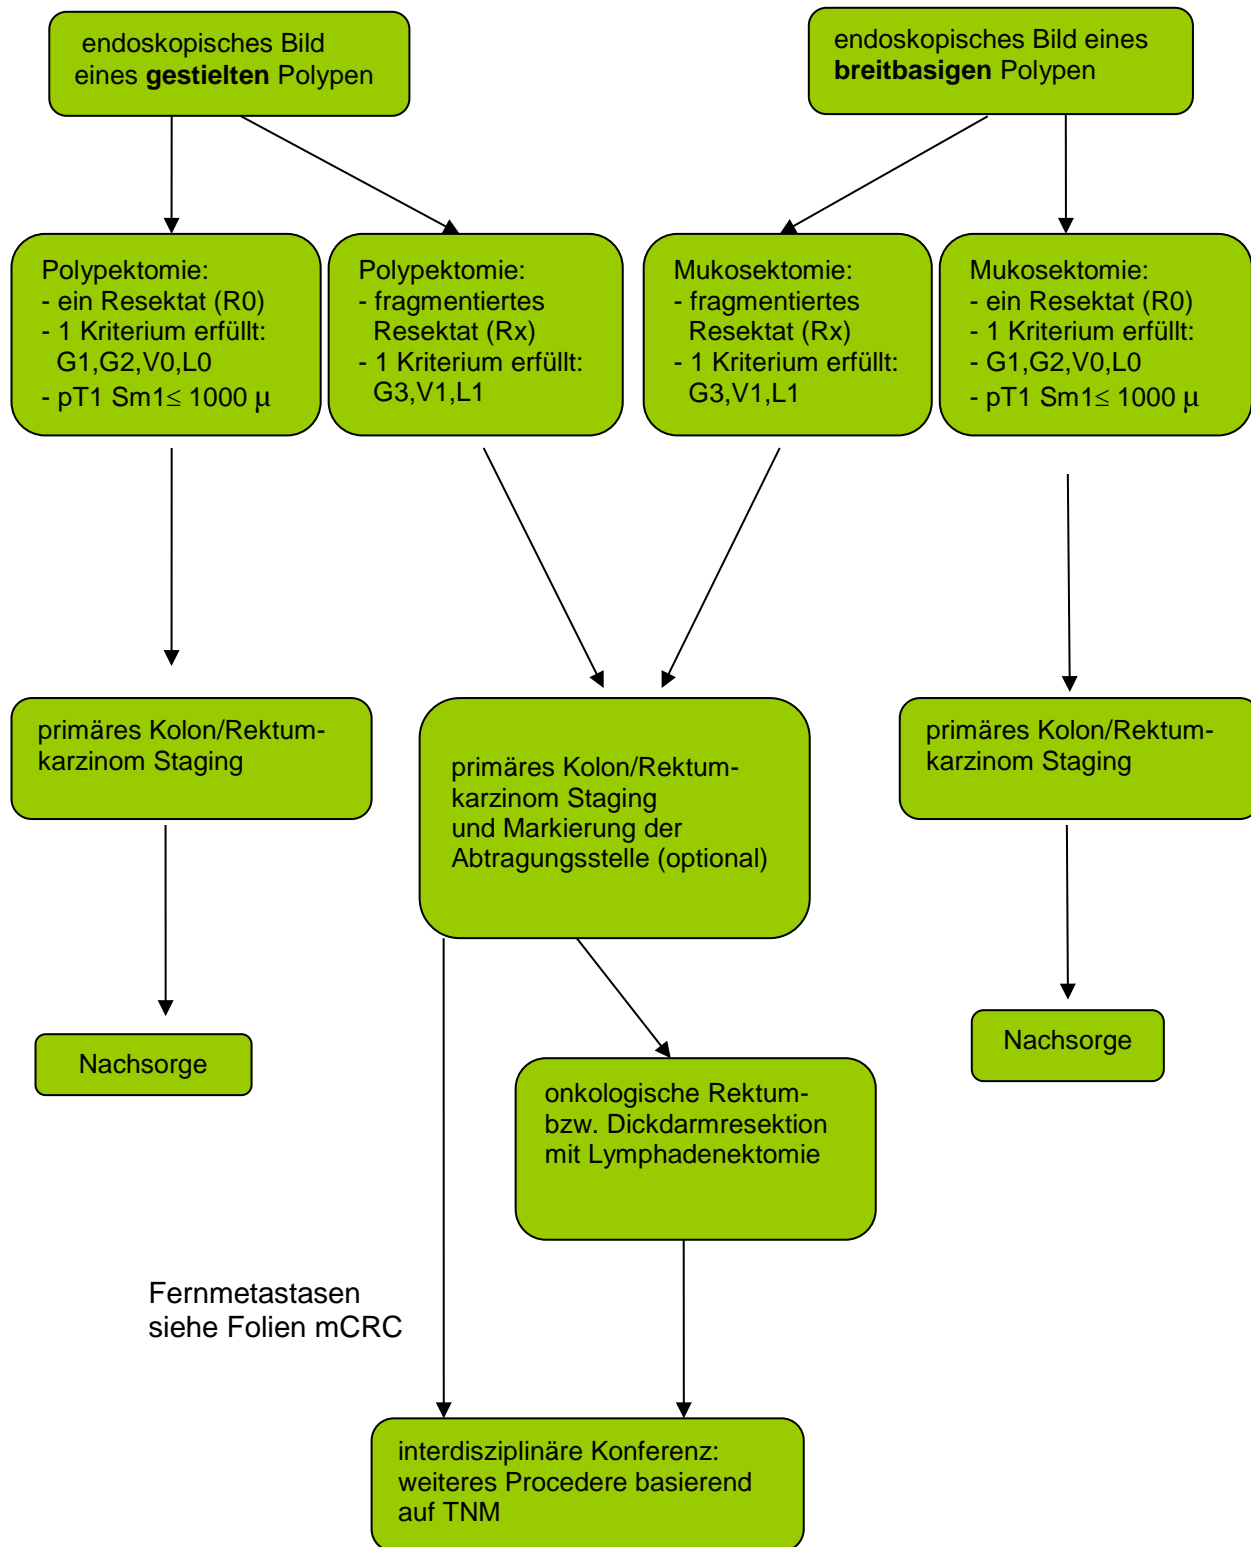 endoskopisches Bild
eines gestielten Polypen
endoskopisches Bild eines
breitbasigen Polypen
Polypektomie:
- ein Resektat (R0)
- 1 Kriterium erfüllt:
G1,G2,V0,L0
- pT1 Sm1≤ 1000 μ
Polypektomie:
- fragmentiertes
Resektat (Rx)
- 1 Kriterium erfüllt:
G3,V1,L1
Mukosektomie:
- fragmentiertes
Resektat (Rx)
- 1 Kriterium erfüllt:
G3,V1,L1
Mukosektomie:
- ein Resektat (R0)
- 1 Kriterium erfüllt:
- G1,G2,V0,L0
- pT1 Sm1≤ 1000 μ
primäres Kolon/Rektum-
karzinom Staging
primäres Kolon/Rektum-
karzinom Staging
und Markierung der
Abtragungsstelle (optional)
primäres Kolon/Rektum-
karzinom Staging
Nachsorge
Nachsorge
onkologische Rektum-
bzw. Dickdarmresektion
mit Lymphadenektomie
Fernmetastasen
siehe Folien mCRC
interdisziplinäre Konferenz:
weiteres Procedere basierend
auf TNM